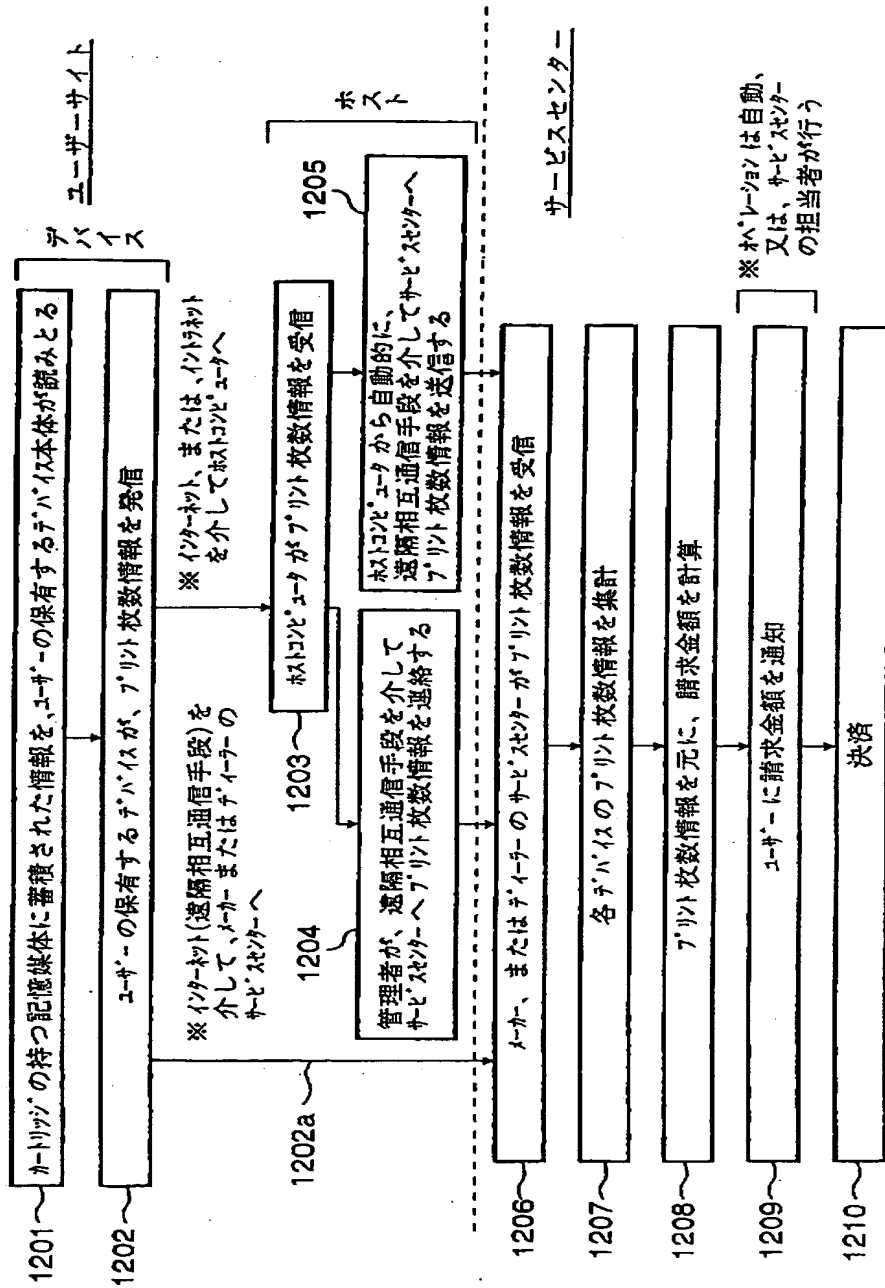 ユーザーサイト
デバイス
1201
カートリッジの持つ記憶媒体に蓄積された情報を、ユーザーの保有するデバイス本体が読みとる
1202
ユーザーの保有するデバイスが、プリント枚数情報を発信
※インターネット(遠隔相互通信手段)を
介して、メーカーまたはディーラーの
サービスセンターへ
※インターネット、または、イントラネット
を介してホストコンピュータへ
ホスト
1203
ホストコンピュータがプリント枚数情報を受信
1204
管理者が、遠隔相互通信手段を介して
サービスセンターへプリント枚数情報を連絡する
1205
ホストコンピュータから自動的に、
遠隔相互通信手段を介してサービスセンターへ
プリント枚数情報を送信する
1202a
サービスセンター
1206
メーカー、またはディーラーのサービスセンターがプリント枚数情報を受信
1207
各デバイスのプリント枚数情報を集計
1208
プリント枚数情報を元に、請求金額を計算
1209
ユーザーに請求金額を通知
※オペレーションは自動、
又は、サービスセンター
の担当者が行う
1210
決済